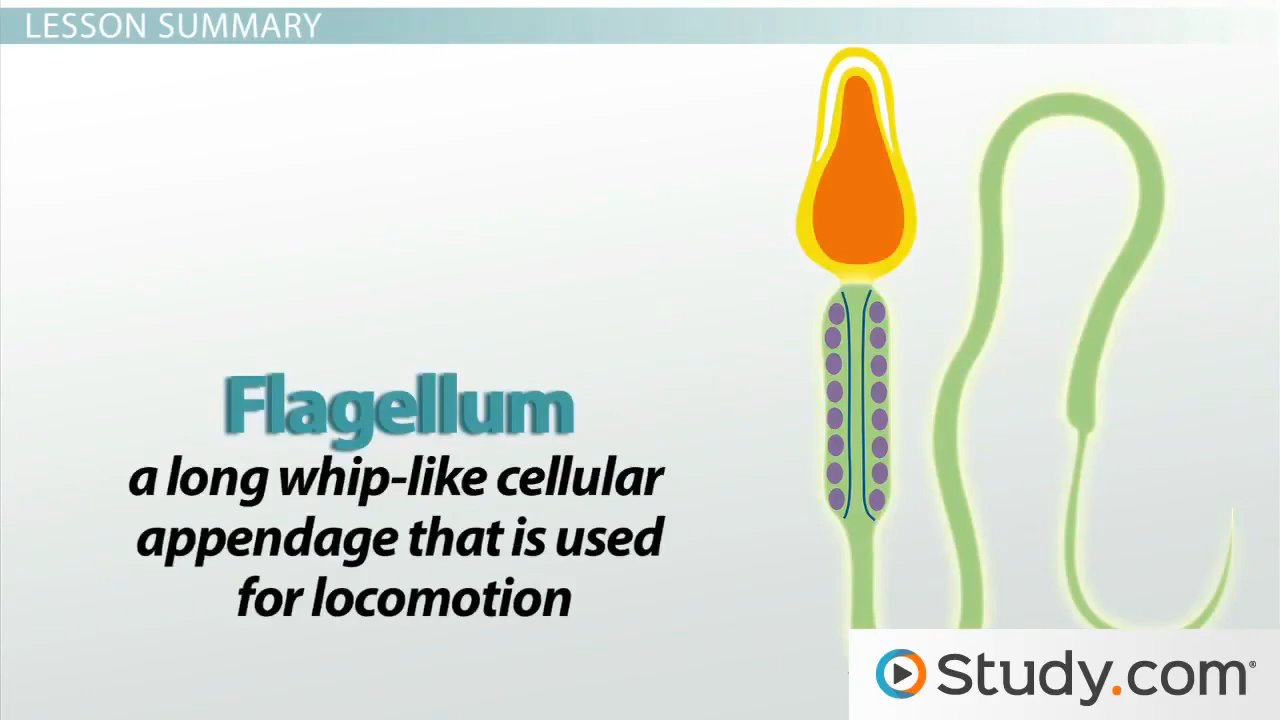 LESSON SUMMARY
Flagellum
a long whip-like cellular
appendage that is used
for locomotion
Study.com®